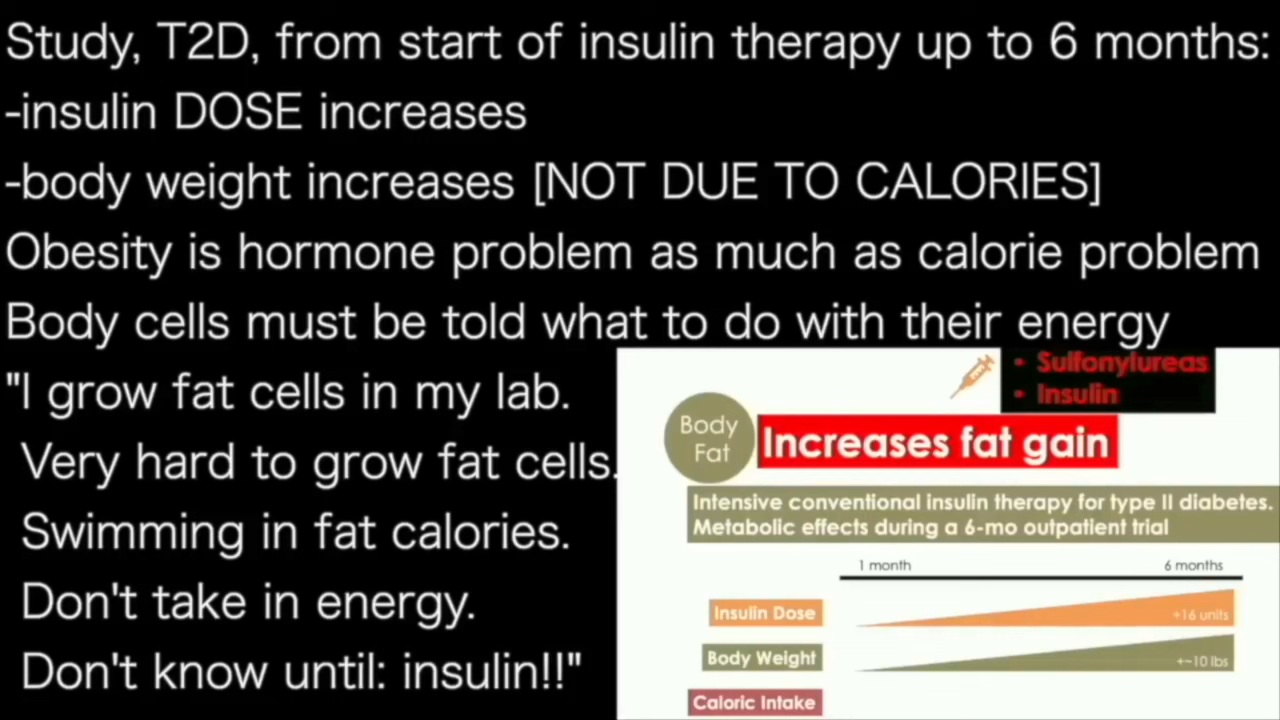 Study, T2D, from start of insulin therapy up to 6 months:
-insulin DOSE increases
-body weight increases [NOT DUE TO CALORIES]
Obesity is hormone problem as much as calorie problem
Body cells must be told what to do with their energy
"I grow fat cells in my lab.
Very hard to grow fat cells.
Swimming in fat calories.
Don't take in energy.
Don't know until: insulin!!"
• Sulfonylureas
• Insulin
Body
Fat
Increases fat gain
Intensive conventional insulin therapy for type II diabetes.
Metabolic effects during a 6-mo outpatient trial
1 month 6 months
Insulin Dose +16 units
Body Weight +~10 lbs
Caloric Intake